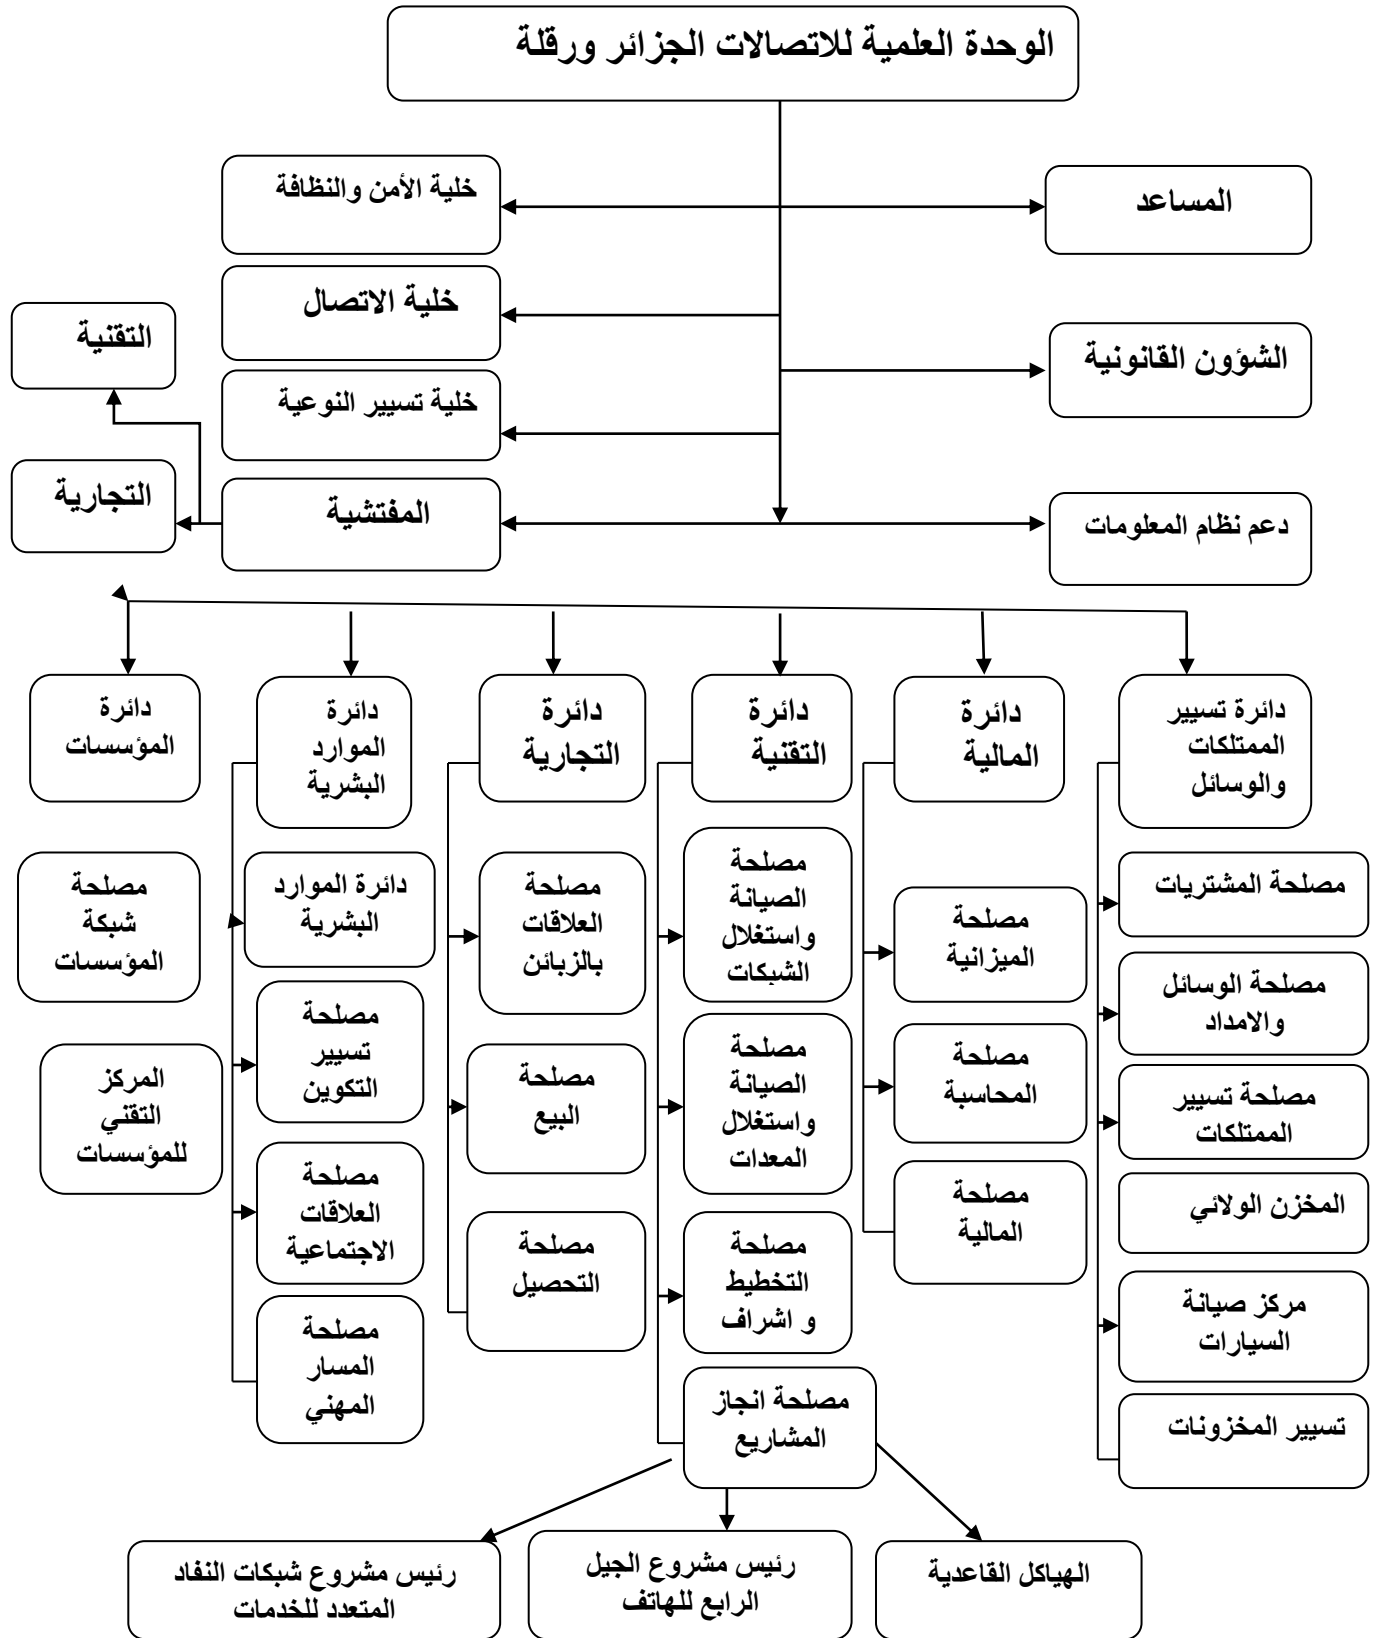 الوحدة العلمية للاتصالات الجزائر ورقلة
المساعد
خلية الأمن والنظافة
خلية الاتصال
الشؤون القانونية
التقنية
خلية تسيير النوعية
دعم نظام المعلومات
المفتشية
التجارية
دائرة تسيير
الممتلكات
والوسائل
دائرة
المالية
دائرة
التقنية
دائرة
التجارية
دائرة
الموارد
البشرية
دائرة
المؤسسات
مصلحة المشتريات
مصلحة الوسائل
والامداد
مصلحة تسيير
الممتلكات
المخزن الولائي
مركز صيانة
السيارات
تسيير المخزونات
مصلحة
الميزانية
مصلحة
المحاسبة
مصلحة
المالية
مصلحة
الصيانة
واستغلال
الشبكات
مصلحة
الصيانة
واستغلال
المعدات
مصلحة
التخطيط
و اشراف
مصلحة انجاز
المشاريع
مصلحة
العلاقات
بالزبائن
مصلحة
البيع
مصلحة
التحصيل
دائرة الموارد
البشرية
مصلحة
تسيير
التكوين
مصلحة
العلاقات
الاجتماعية
مصلحة
المسار
المهني
مصلحة
شبكة
المؤسسات
المركز
التقني
للمؤسسات
الهياكل القاعدية
رئيس مشروع الجيل
الرابع للهاتف
رئيس مشروع شبكات النفاد
المتعدد للخدمات